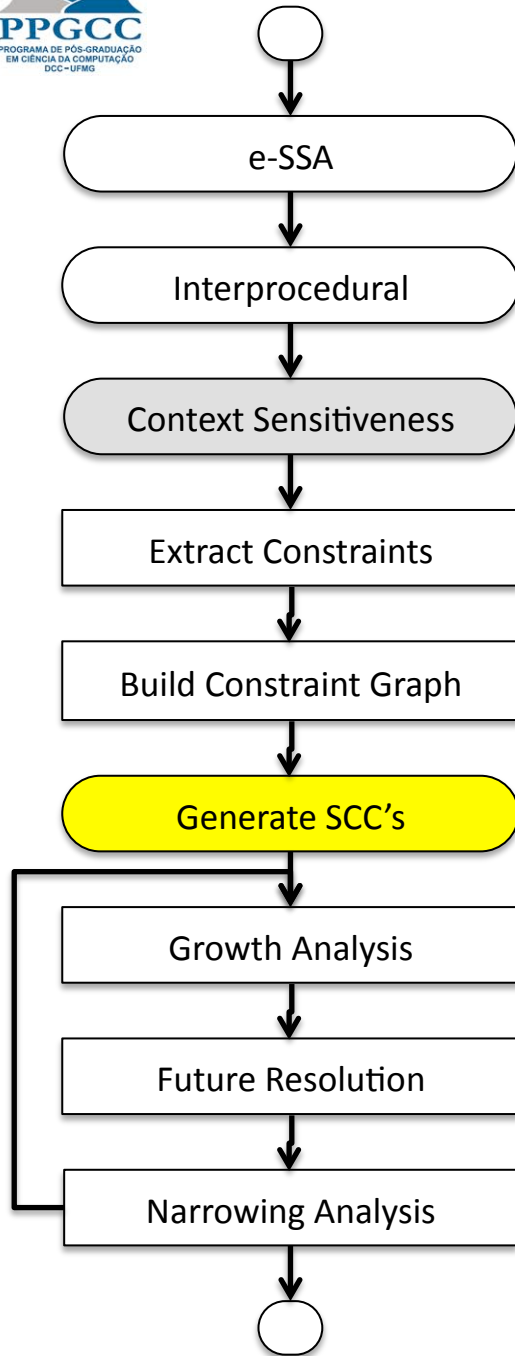 PPGCC
PROGRAMA DE PÓS-GRADUAÇÃO
EM CIÊNCIA DA COMPUTAÇÃO
DCC - UFMG
e-SSA
Interprocedural
Context Sensitiveness
Extract Constraints
Build Constraint Graph
Generate SCC’s
Growth Analysis
Future Resolution
Narrowing Analysis